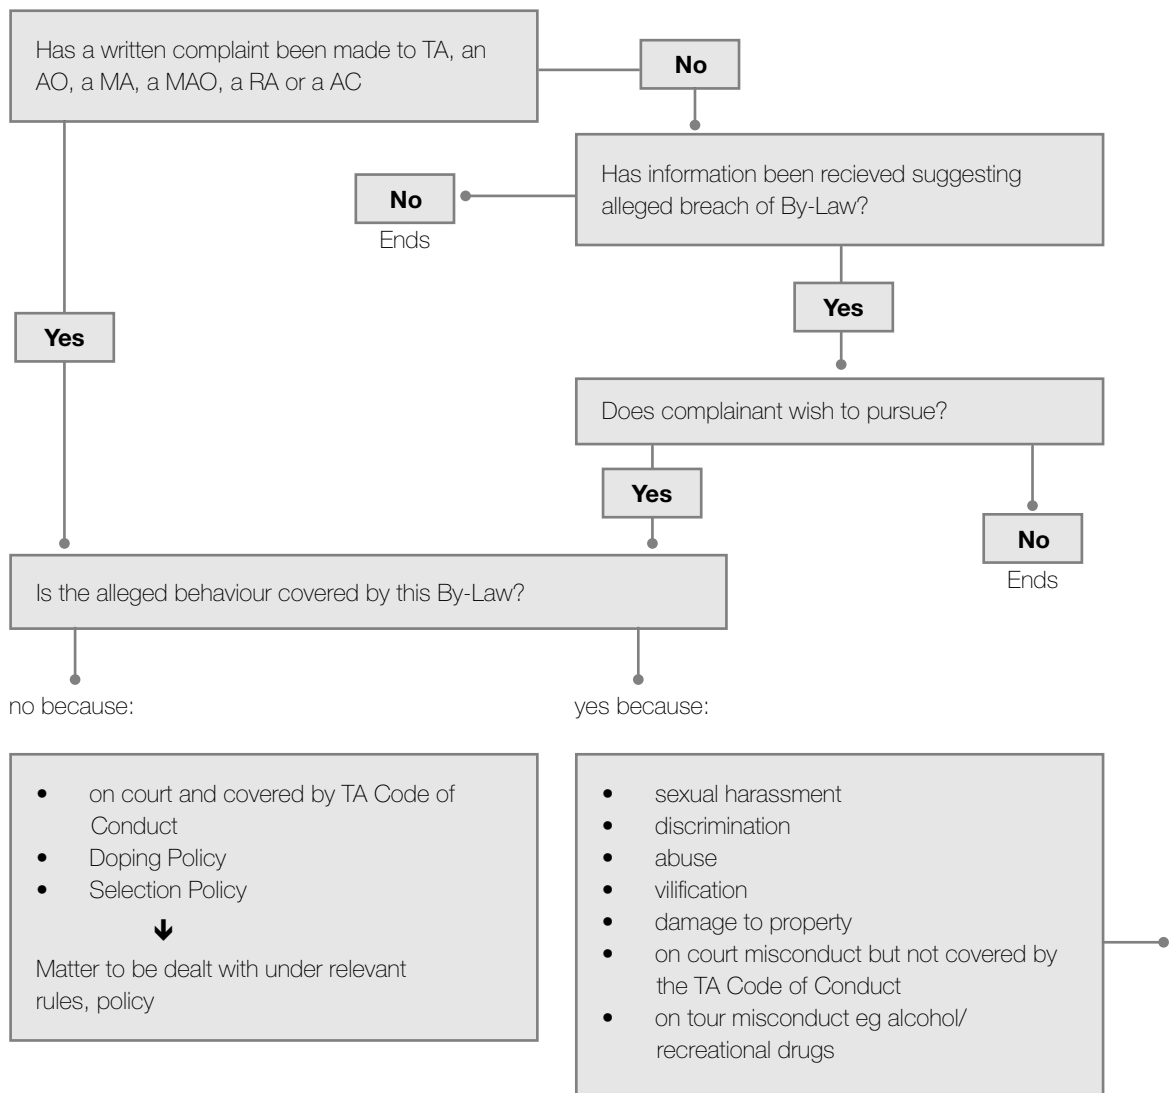 Has a written complaint been made to TA, an
AO, a MA, a MAO, a RA or a AC
No
Has information been recieved suggesting
alleged breach of By-Law?
No
Ends
Yes
Yes
Does complainant wish to pursue?
Yes
No
Ends
Is the alleged behaviour covered by this By-Law?
no because:
yes because:
• on court and covered by TA Code of
Conduct
• Doping Policy
• Selection Policy
Matter to be dealt with under relevant
rules, policy
• sexual harassment
• discrimination
• abuse
• vilification
• damage to property
• on court misconduct but not covered by
the TA Code of Conduct
• on tour misconduct eg alcohol/
recreational drugs